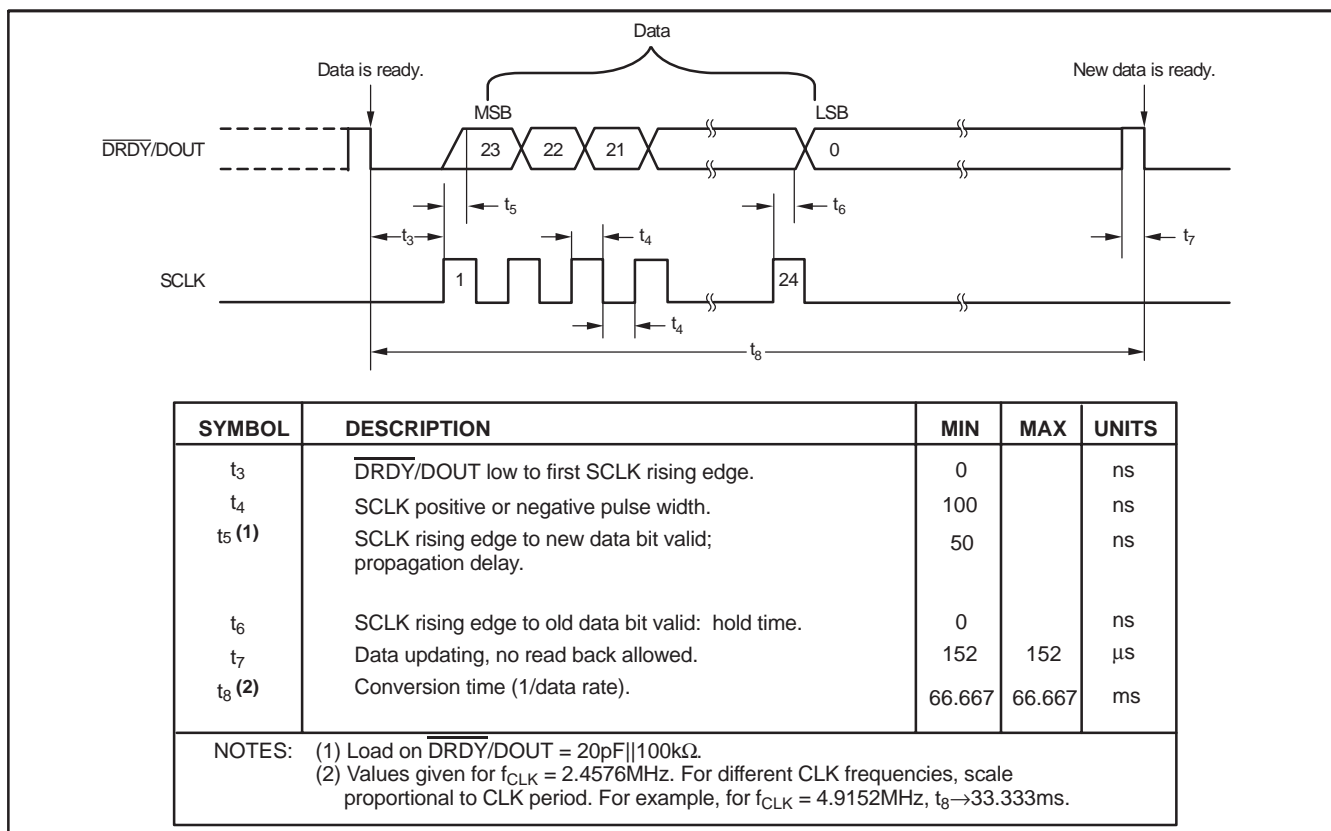 Data
Data is ready.
New data is ready.
MSB
LSB
DRDY/DOUT
23
22
21
0
t5
t6
t3
t4
t7
SCLK
1
24
t4
t8
SYMBOL DESCRIPTION MIN MAX UNITS
t3 DRDY/DOUT low to first SCLK rising edge. 0 ns
t4 SCLK positive or negative pulse width. 100 ns
t5 (1) SCLK rising edge to new data bit valid; 50 ns
propagation delay.
t6 SCLK rising edge to old data bit valid: hold time. 0 ns
t7 Data updating, no read back allowed. 152 152 μs
t8 (2) Conversion time (1/data rate). 66.667 66.667 ms
NOTES: (1) Load on DRDY/DOUT = 20pF||100kΩ.
(2) Values given for fCLK = 2.4576MHz. For different CLK frequencies, scale
proportional to CLK period. For example, for fCLK = 4.9152MHz, t8→33.333ms.